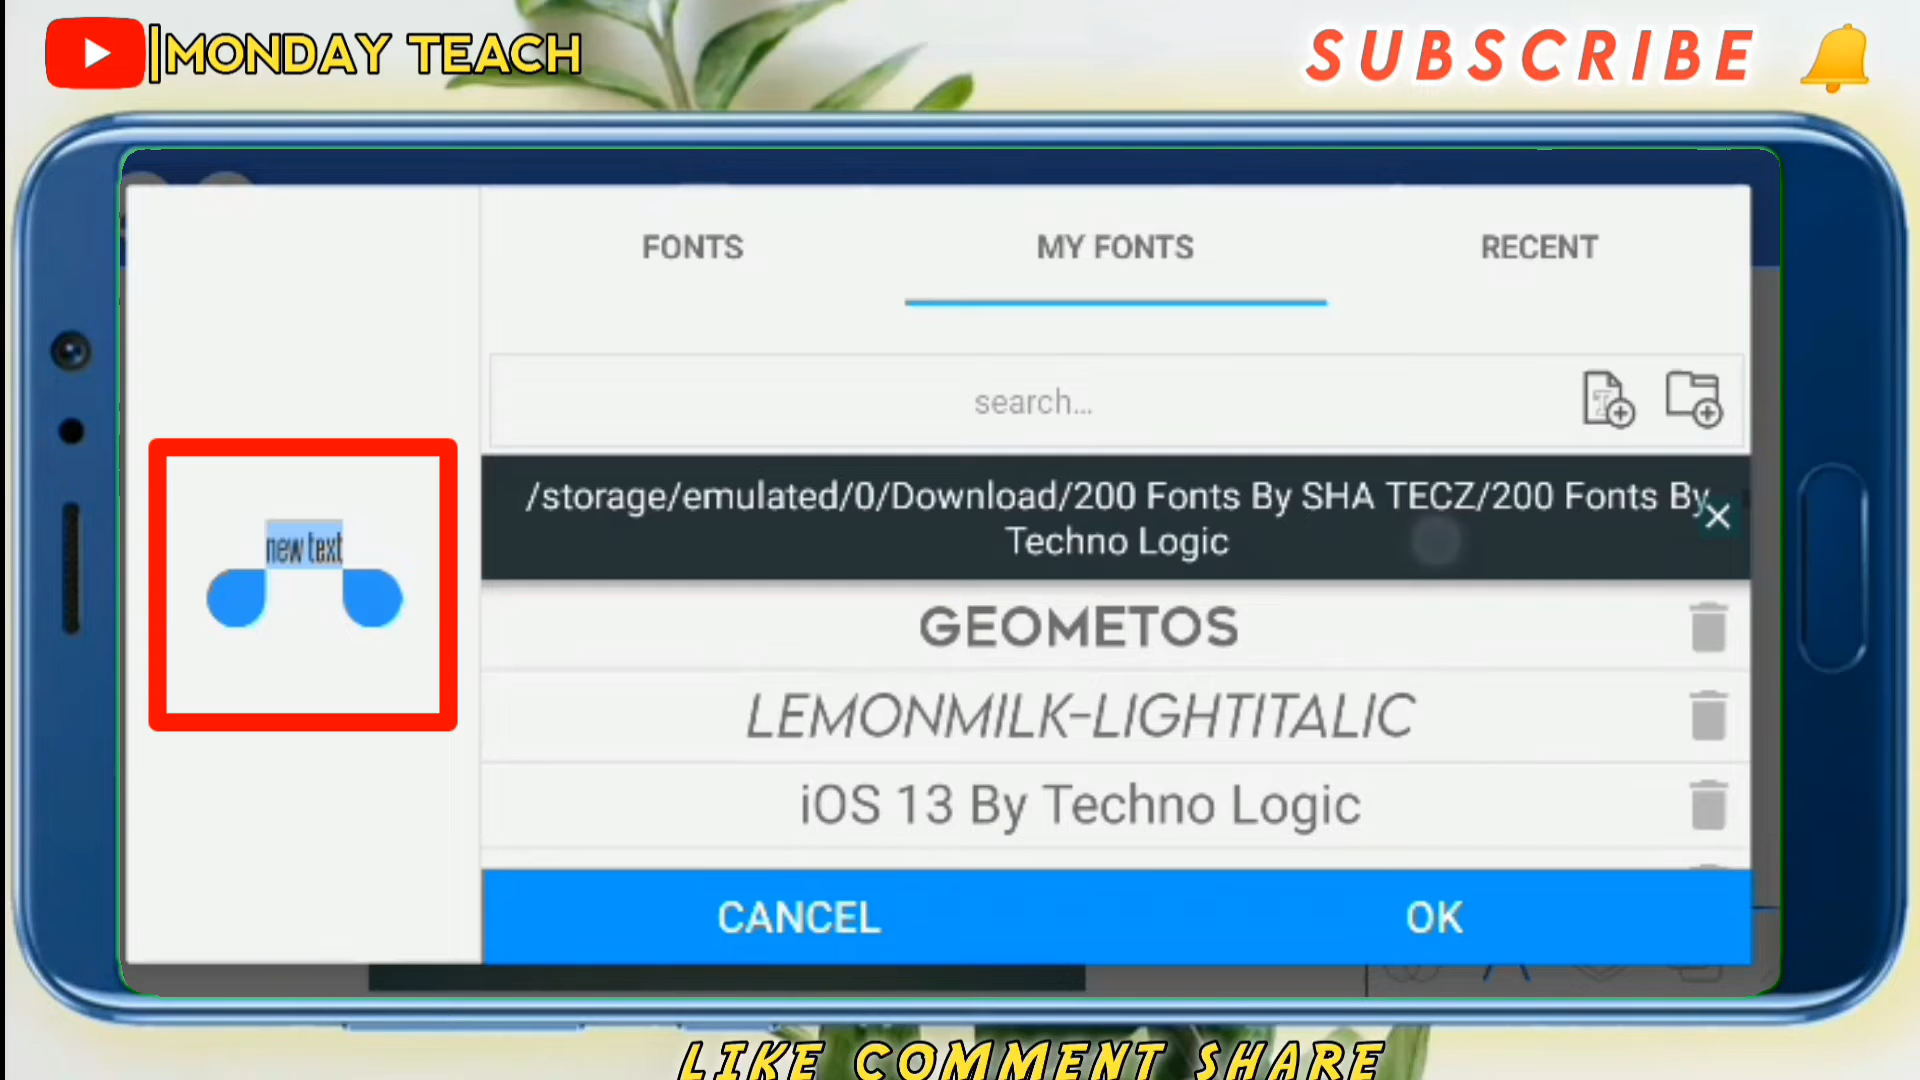 |MONDAY TEACH
SUBSCRIBE
FONTS
MY FONTS
RECENT
search...
/storage/emulated/0/Download/200 Fonts By SHA TECZ/200 Fonts By
Techno Logic
new text
GEOMETOS
LEMONMILK-LIGHTITALIC
iOS 13 By Techno Logic
CANCEL
OK
LIKE COMMENT SHARE